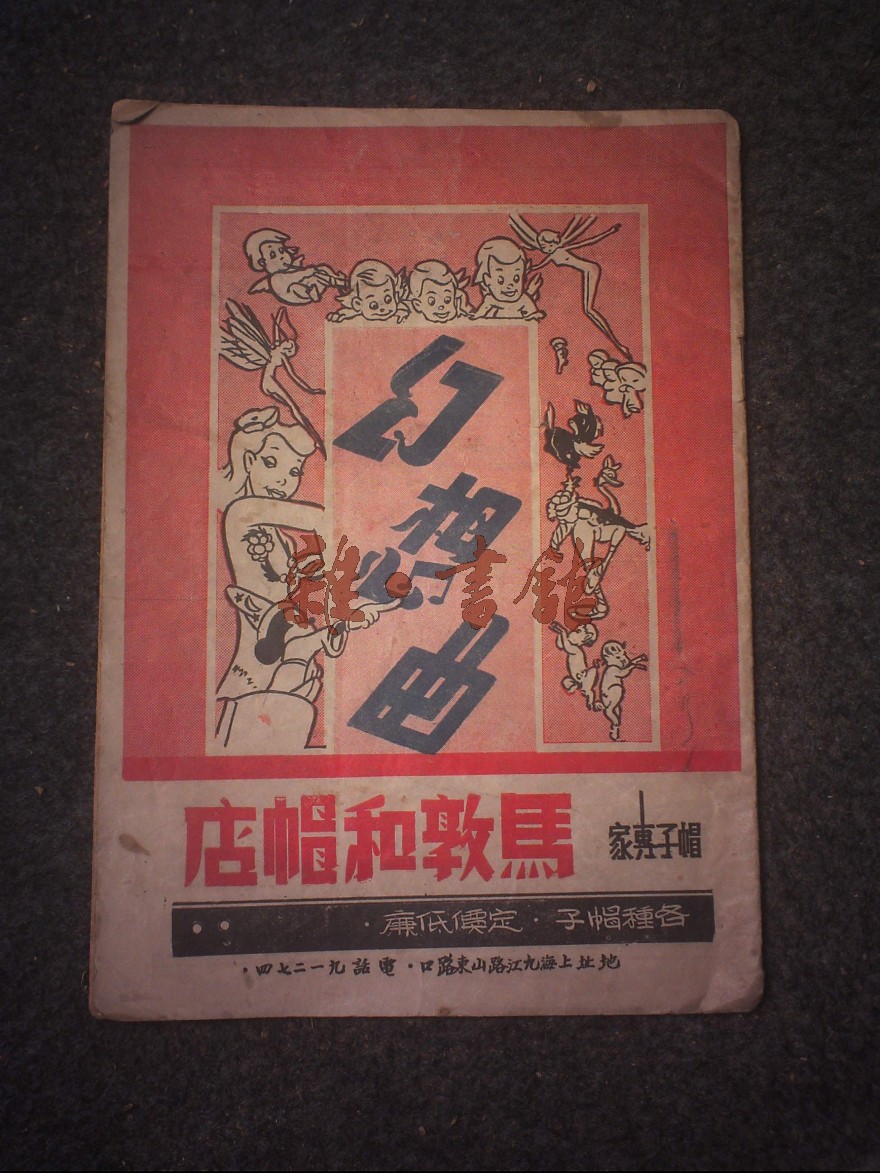 幻想曲
雜·書館
帽子專家
馬敦和帽店
各種帽子·定價低廉·
地址上海九江路山東路口·電話九一二七四·